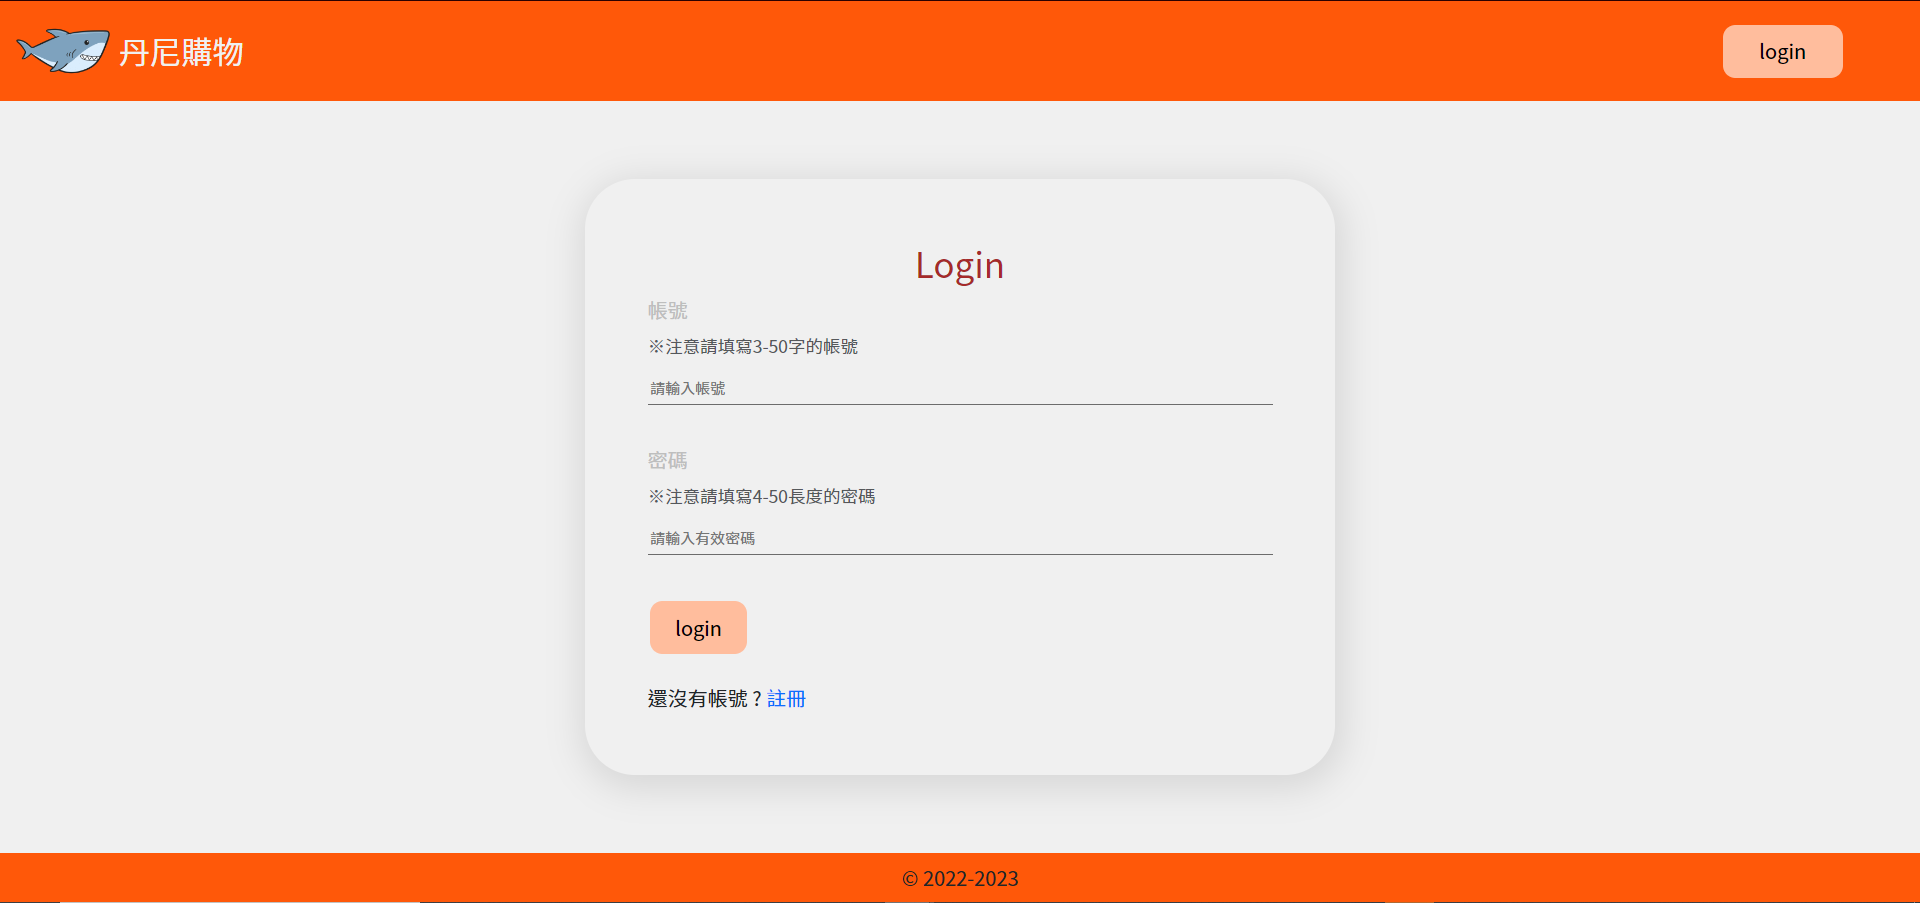 丹尼購物
login
Login
帳號
※注意請填寫3-50字的帳號
請輸入帳號
密碼
※注意請填寫4-50長度的密碼
請輸入有效密碼
login
還沒有帳號 ? 註冊
© 2022-2023